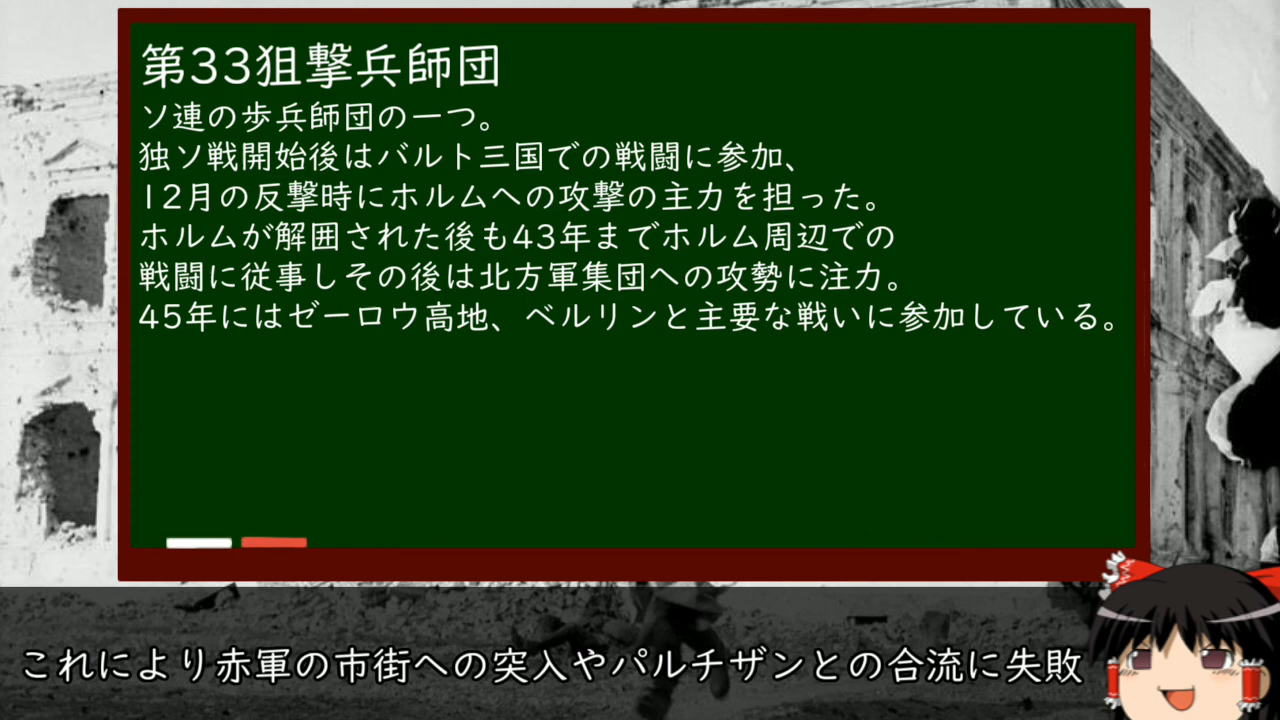 第33狙撃兵師団
ソ連の歩兵師団の一つ。
独ソ戦開始後はバルト三国での戦闘に参加、
12月の反撃時にホルムへの攻撃の主力を担った。
ホルムが解囲された後も43年までホルム周辺での
戦闘に従事しその後は北方軍集団への攻勢に注力。
45年にはゼーロウ高地、ベルリンと主要な戦いに参加している。
これにより赤軍の市街への突入やパルチザンとの合流に失敗